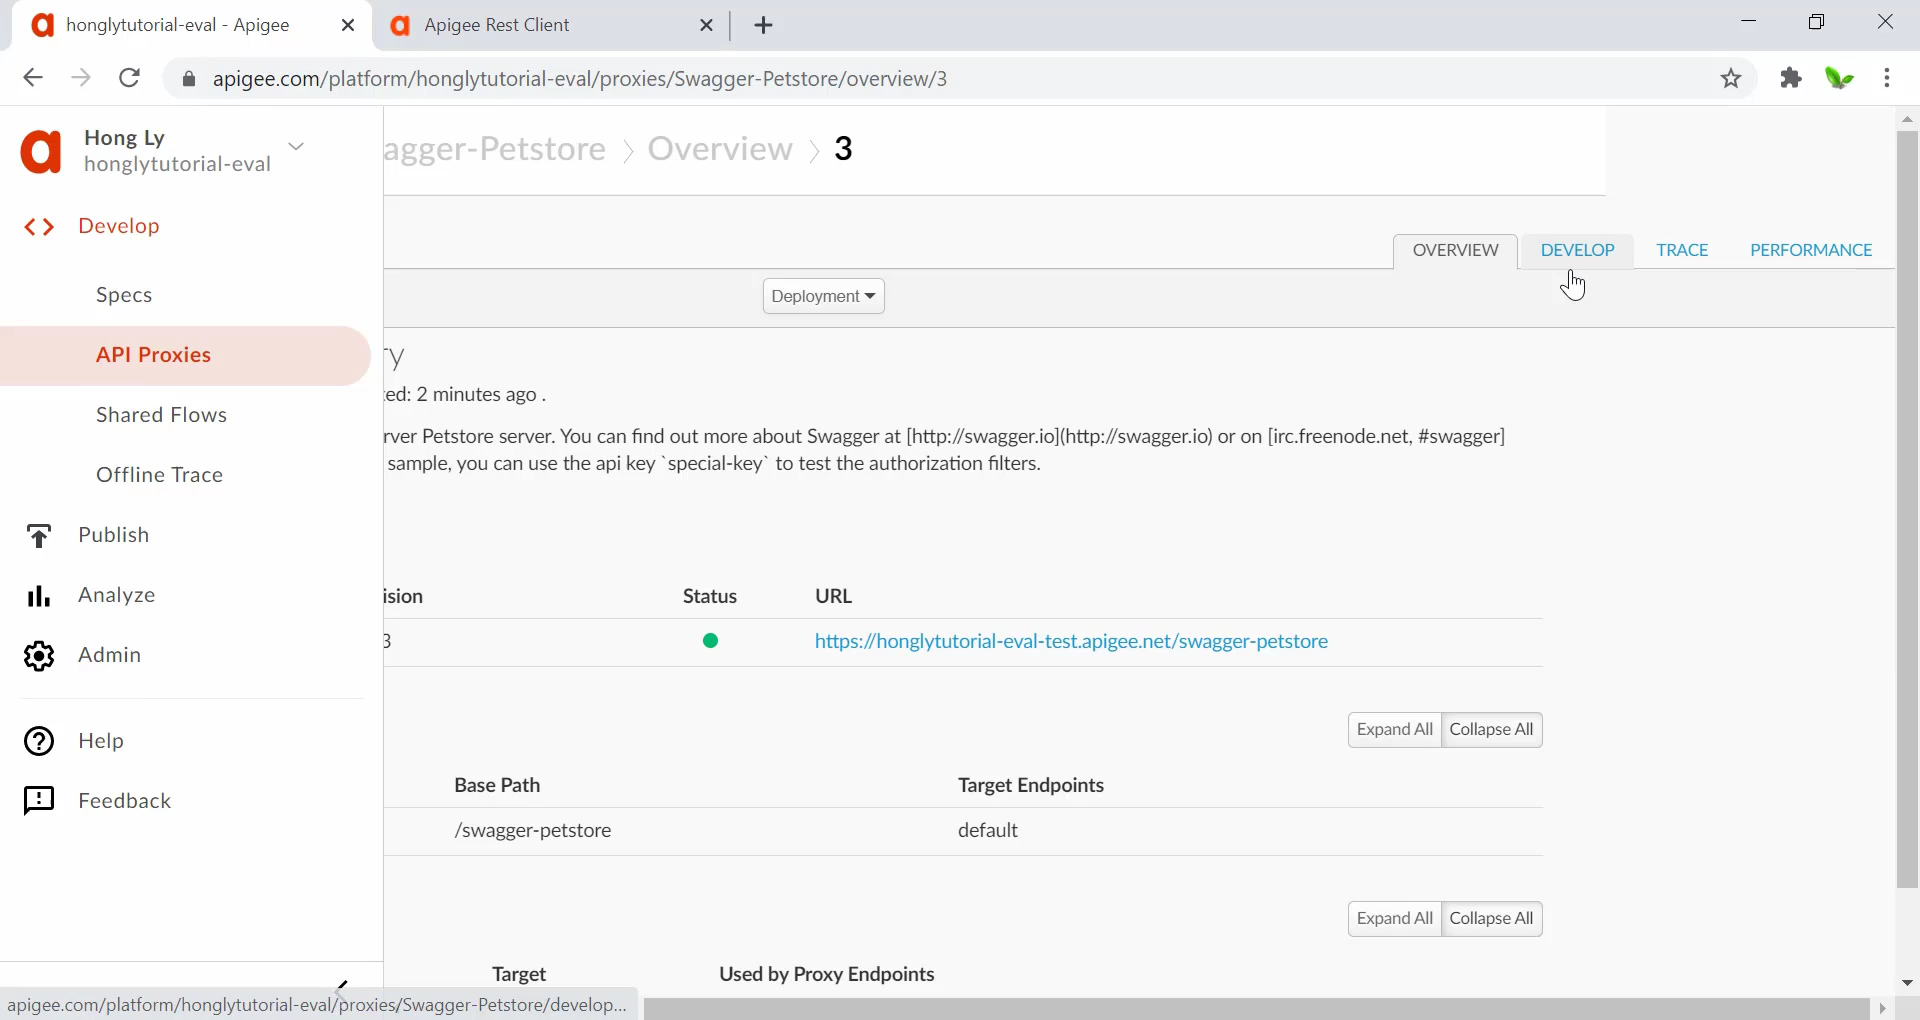 honglytutorial-eval - Apigee
Apigee Rest Client
apigee.com/platform/honglytutorial-eval/proxies/Swagger-Petstore/overview/3
Hong Ly
honglytutorial-eval
agger-Petstore > Overview > 3
Develop
OVERVIEW DEVELOP TRACE PERFORMANCE
Specs
Deployment
API Proxies
ry
ed: 2 minutes ago .
Shared Flows
rver Petstore server. You can find out more about Swagger at [http://swagger.io](http://swagger.io) or on [irc.freenode.net, #swagger]
sample, you can use the api key `special-key` to test the authorization filters.
Offline Trace
Publish
Analyze
ision Status URL
3 https://honglytutorial-eval-test.apigee.net/swagger-petstore
Admin
Help
Expand All Collapse All
Base Path Target Endpoints
Feedback
/swagger-petstore default
Expand All Collapse All
Target Used by Proxy Endpoints
apigee.com/platform/honglytutorial-eval/proxies/Swagger-Petstore/develop...